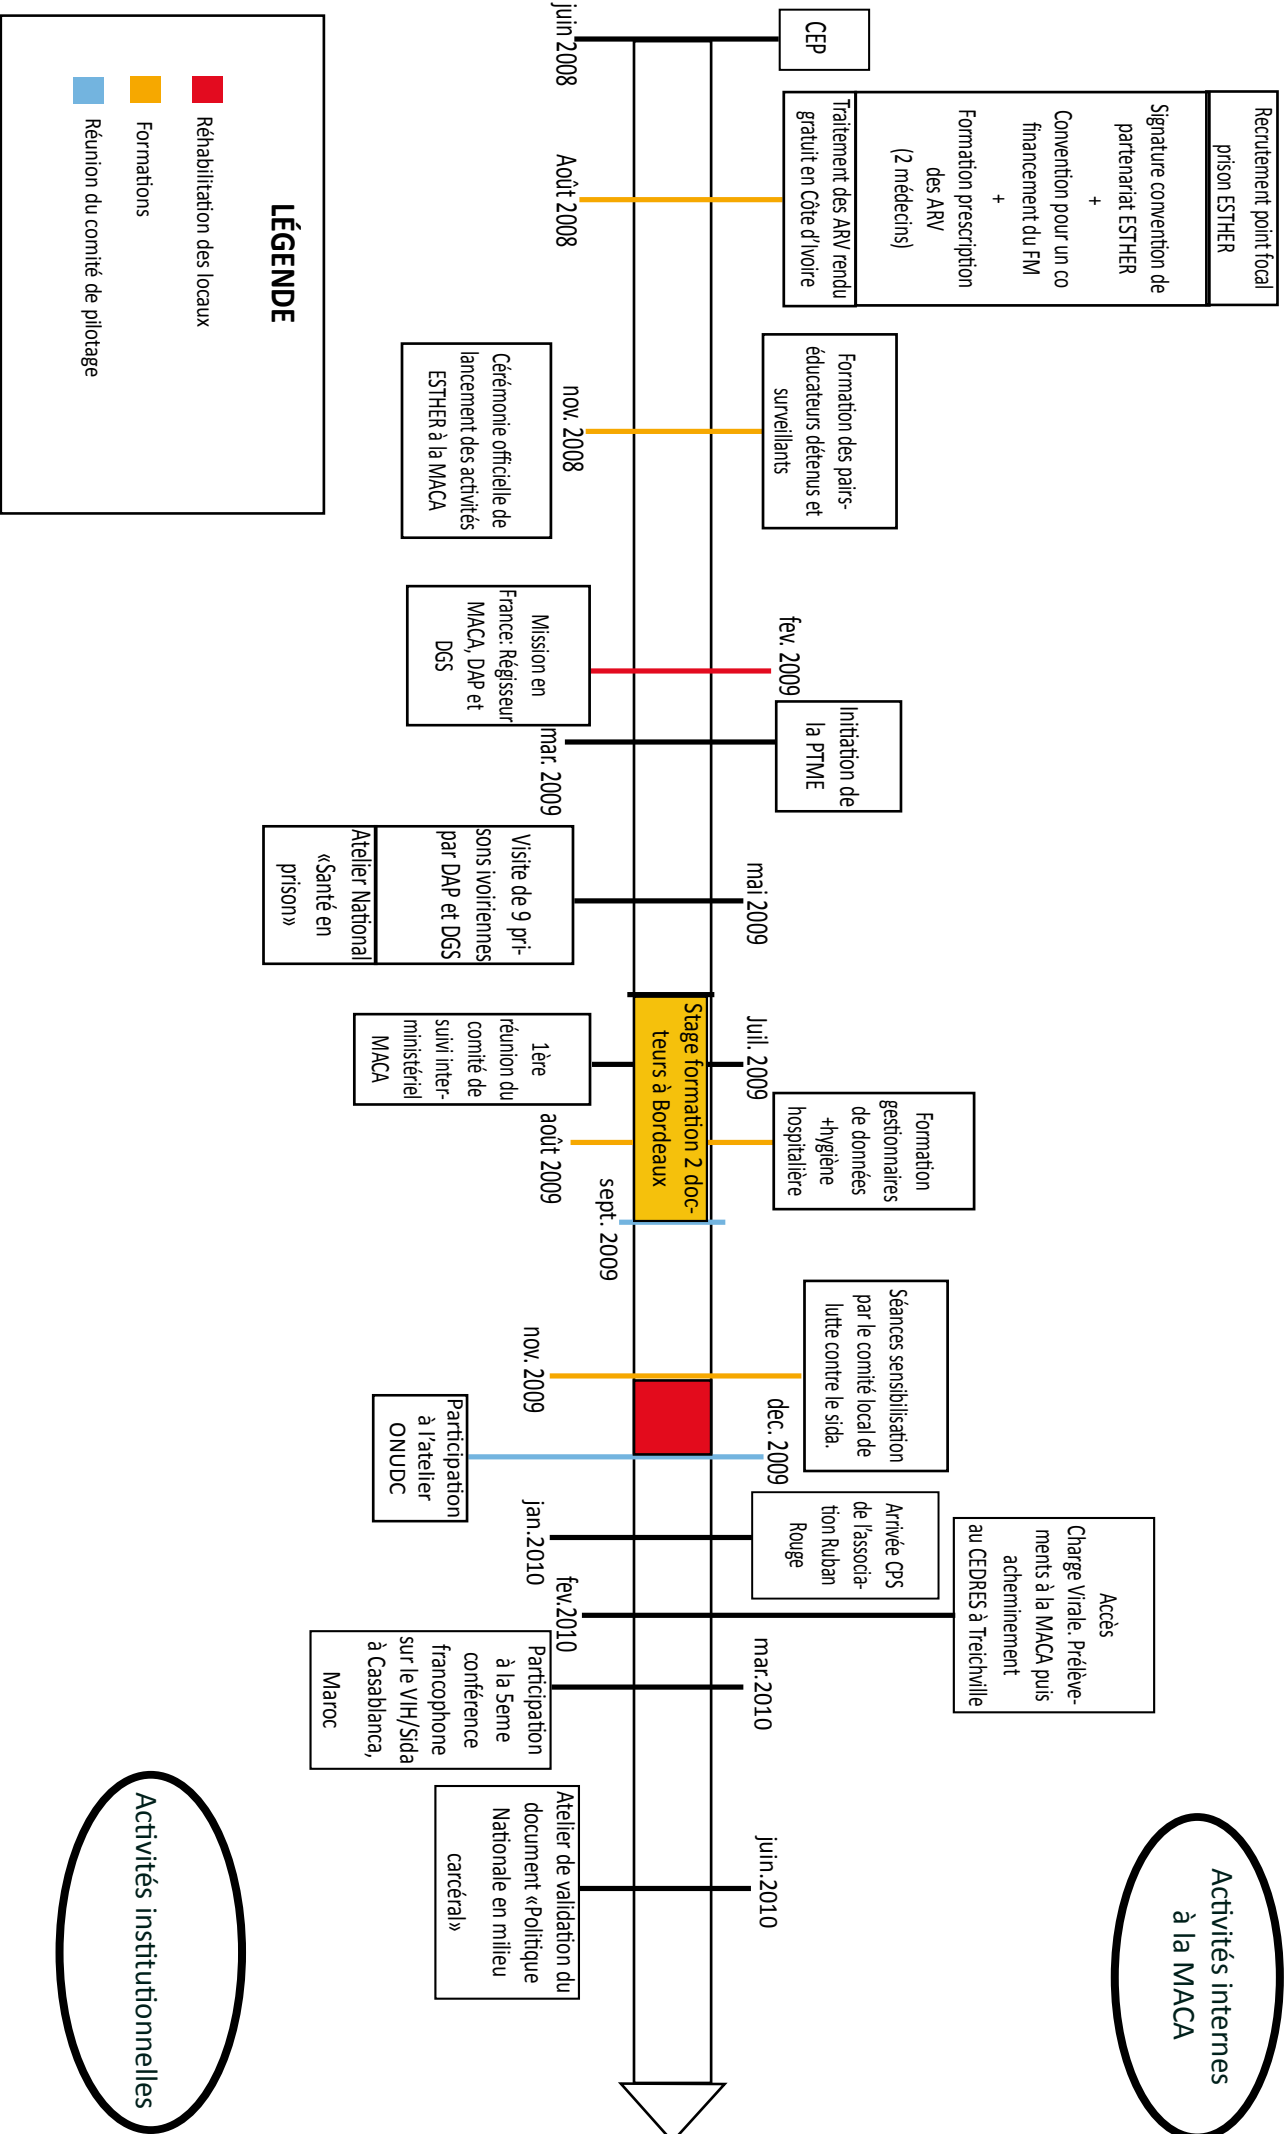 Activités internes
à la MACA
CEP
juin 2008
Recrutement point focal
prison ESTHER
Signature convention de
partenariat ESTHER
+
Convention pour un co
financement du FM
+
Formation prescription
des ARV
(2 médecins)
Traitement des ARV rendu
gratuit en Côte d'Ivoire
Août 2008
Formation des pairs-
éducateurs détenus et
surveillants
nov. 2008
Cérémonie officielle de
lancement des activités
ESTHER à la MACA
fev. 2009
Mission en
France: Régisseur
MACA, DAP et
DGS
Initiation de
la PTME
mar. 2009
mai 2009
Visite de 9 pri-
sons ivoiriennes
par DAP et DGS
Atelier National
«Santé en
prison»
Juil. 2009
Stage formation 2 doc-
teurs à Bordeaux
1ère
réunion du
comité de
suivi inter-
ministériel
MACA
Formation
gestionnaires
de données
+hygiène
hospitalière
août 2009
sept. 2009
Séances sensibilisation
par le comité local de
lutte contre le sida.
nov. 2009
dec. 2009
Participation
à l'atelier
ONUDC
Arrivée CPS
de l'associa-
tion Ruban
Rouge
jan.2010
Accès
Charge Virale. Prélève-
ments à la MACA puis
acheminement
au CEDRES à Treichville
fev.2010
mar.2010
Participation
à la 5eme
conférence
francophone
sur le VIH/Sida
à Casablanca,
Maroc
juin.2010
Atelier de validation du
document «Politique
Nationale en milieu
carcéral»
LÉGENDE
Réhabilitation des locaux
Formations
Réunion du comité de pilotage
Activités institutionnelles